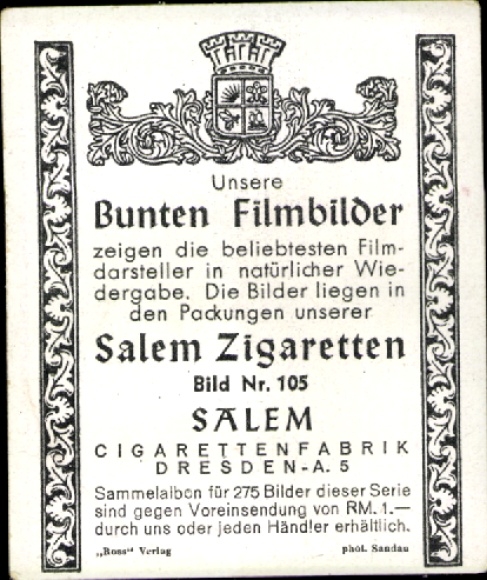 Unsere
Bunten Filmbilder
zeigen die beliebtesten Film-
darsteller in natürlicher Wie-
dergabe. Die Bilder liegen in
den Packungen unserer
Salem Zigaretten
Bild Nr. 105
SALEM
CIGARETTENFABRIK
DRESDEN-A. 5
Sammelalben für 275 Bilder dieser Serie
sind gegen Voreinsendung von RM. 1.—
durch uns oder jeden Händler erhältlich.
„Ross“ Verlag phot. Sandau